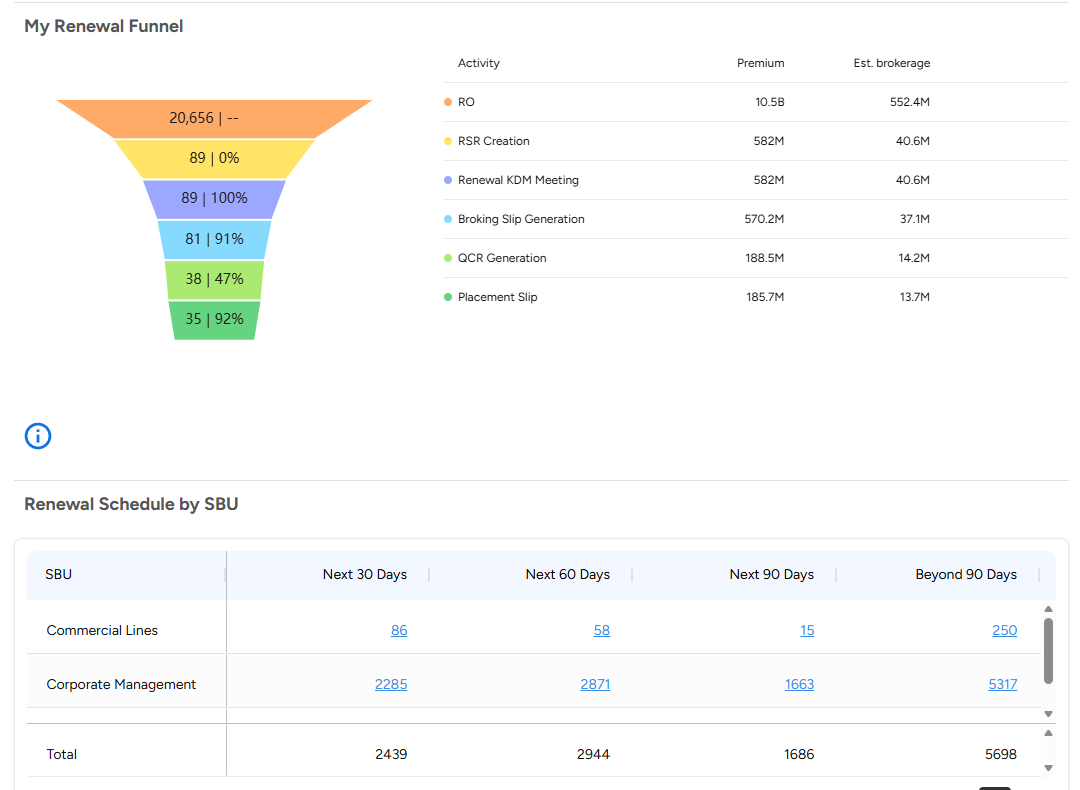 My Renewal Funnel
Activity Premium Est. brokerage
20,656 | --
89 | 0%
89 | 100%
81 | 91%
38 | 47%
35 | 92%
RO 10.5B 552.4M
RSR Creation 582M 40.6M
Renewal KDM Meeting 582M 40.6M
Broking Slip Generation 570.2M 37.1M
QCR Generation 188.5M 14.2M
Placement Slip 185.7M 13.7M
Renewal Schedule by SBU
SBU Next 30 Days Next 60 Days Next 90 Days Beyond 90 Days
Commercial Lines 86 58 15 250
Corporate Management 2285 2871 1663 5317
Total 2439 2944 1686 5698